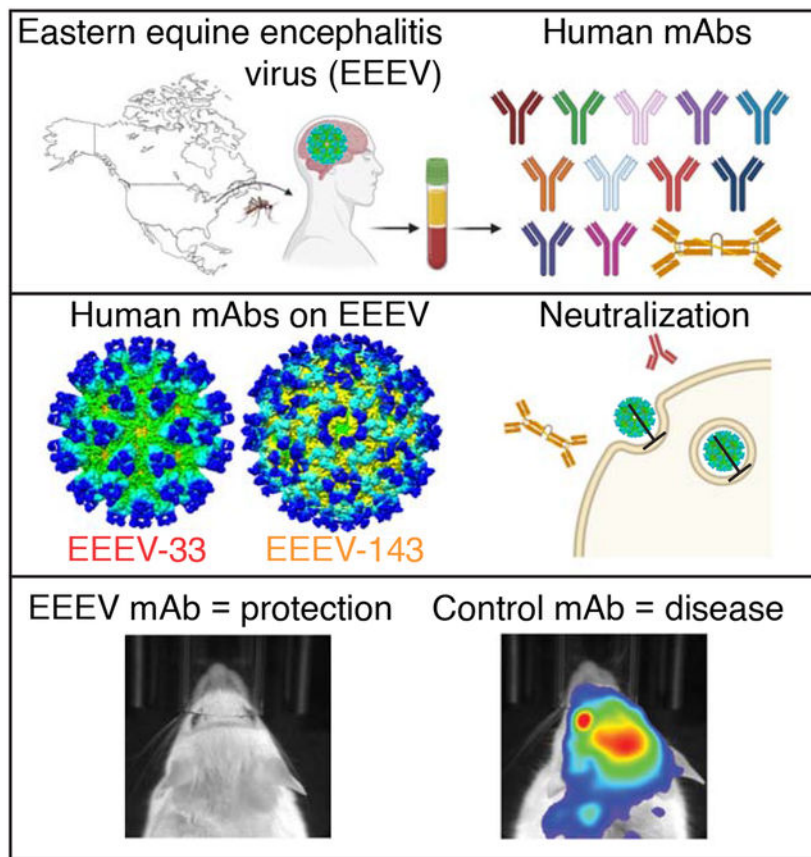 Eastern equine encephalitis
virus (EEEV)
Human mAbs
Human mAbs on EEEV
EEEV-33
EEEV-143
Neutralization
EEEV mAb = protection
Control mAb = disease